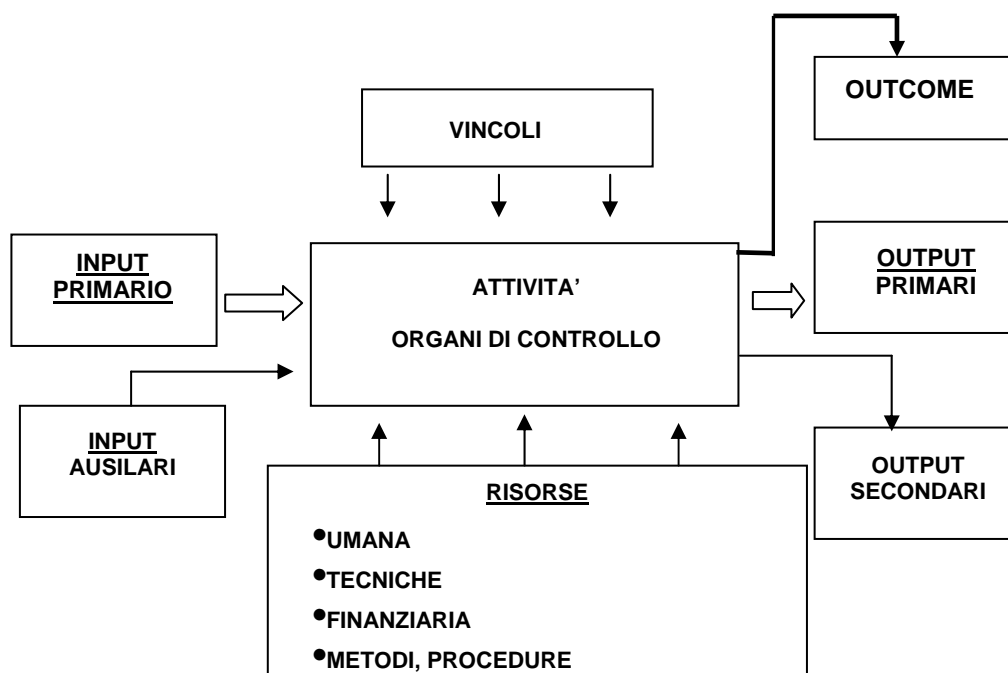 OUTCOME
VINCOLI
INPUT
PRIMARIO
ATTIVITA’
ORGANI DI CONTROLLO
OUTPUT
PRIMARI
INPUT
AUSILARI
OUTPUT
SECONDARI
RISORSE
•UMANA
•TECNICHE
•FINANZIARIA
•METODI, PROCEDURE